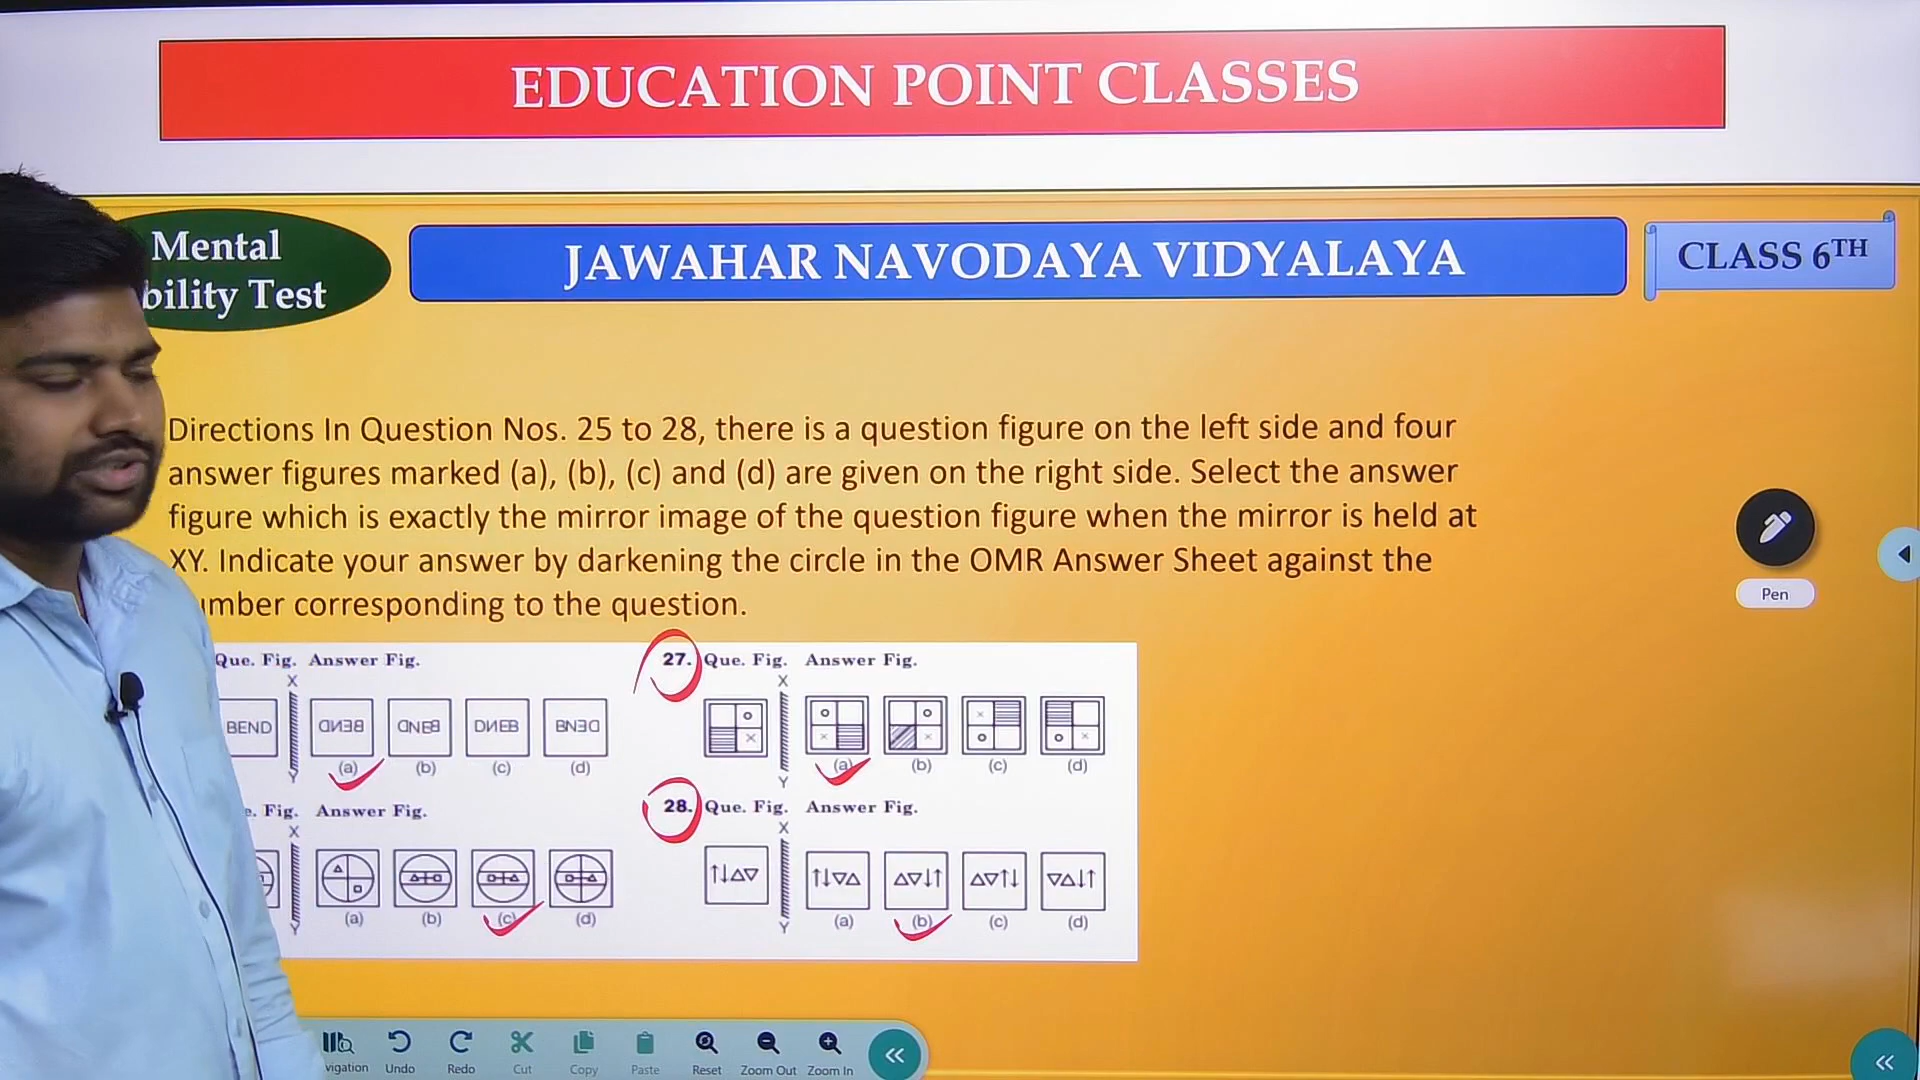 EDUCATION POINT CLASSES
Mental
bility Test
JAWAHAR NAVODAYA VIDYALAYA
CLASS 6TH
Directions In Question Nos. 25 to 28, there is a question figure on the left side and four
answer figures marked (a), (b), (c) and (d) are given on the right side. Select the answer
figure which is exactly the mirror image of the question figure when the mirror is held at
XY. Indicate your answer by darkening the circle in the OMR Answer Sheet against the
umber corresponding to the question.
Pen
Que. Fig. Answer Fig.
X
BEND
Y
(a) (b) (c) (d)
27. Que. Fig. Answer Fig.
X
Y
(a) (b) (c) (d)
e. Fig. Answer Fig.
X
Y
(a) (b) (c) (d)
28. Que. Fig. Answer Fig.
X
↑↓△▽ ↑↓▽△ △▽↓↑ △▽↑↓ ▽△↓↑
Y
(a) (b) (c) (d)
vigation Undo Redo Cut Copy Paste Reset Zoom Out Zoom In